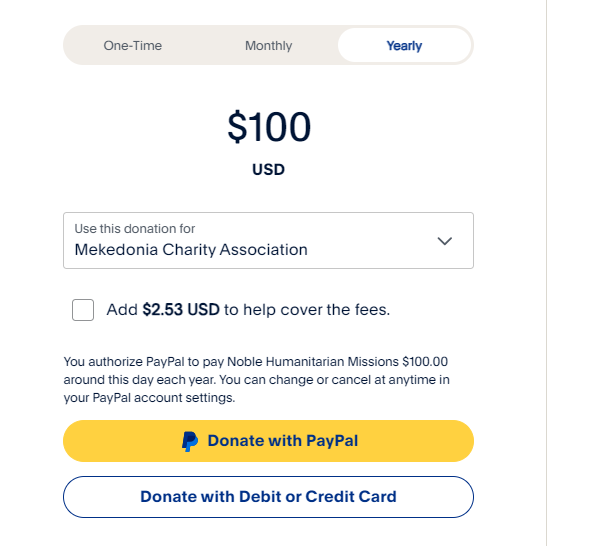 One-Time Monthly Yearly
$100
USD
Use this donation for
Mekedonia Charity Association
Add $2.53 USD to help cover the fees.
You authorize PayPal to pay Noble Humanitarian Missions $100.00
around this day each year. You can change or cancel at anytime in
your PayPal account settings.
Donate with PayPal
Donate with Debit or Credit Card